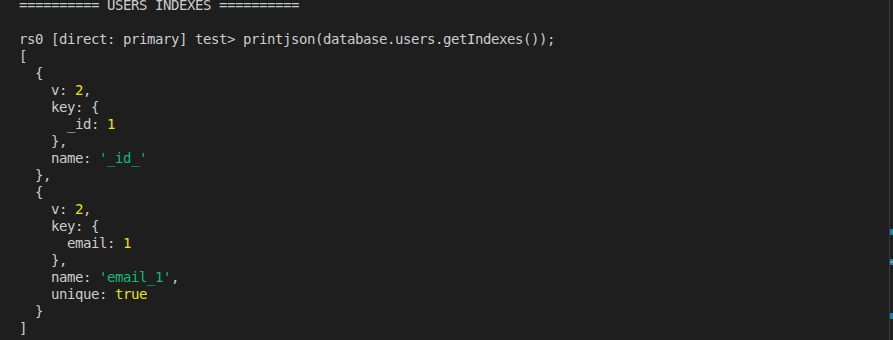 ========== USERS INDEXES ==========
rs0 [direct: primary] test> printjson(database.users.getIndexes());
[
  {
    v: 2,
    key: {
      _id: 1
    },
    name: '_id_'
  },
  {
    v: 2,
    key: {
      email: 1
    },
    name: 'email_1',
    unique: true
  }
]